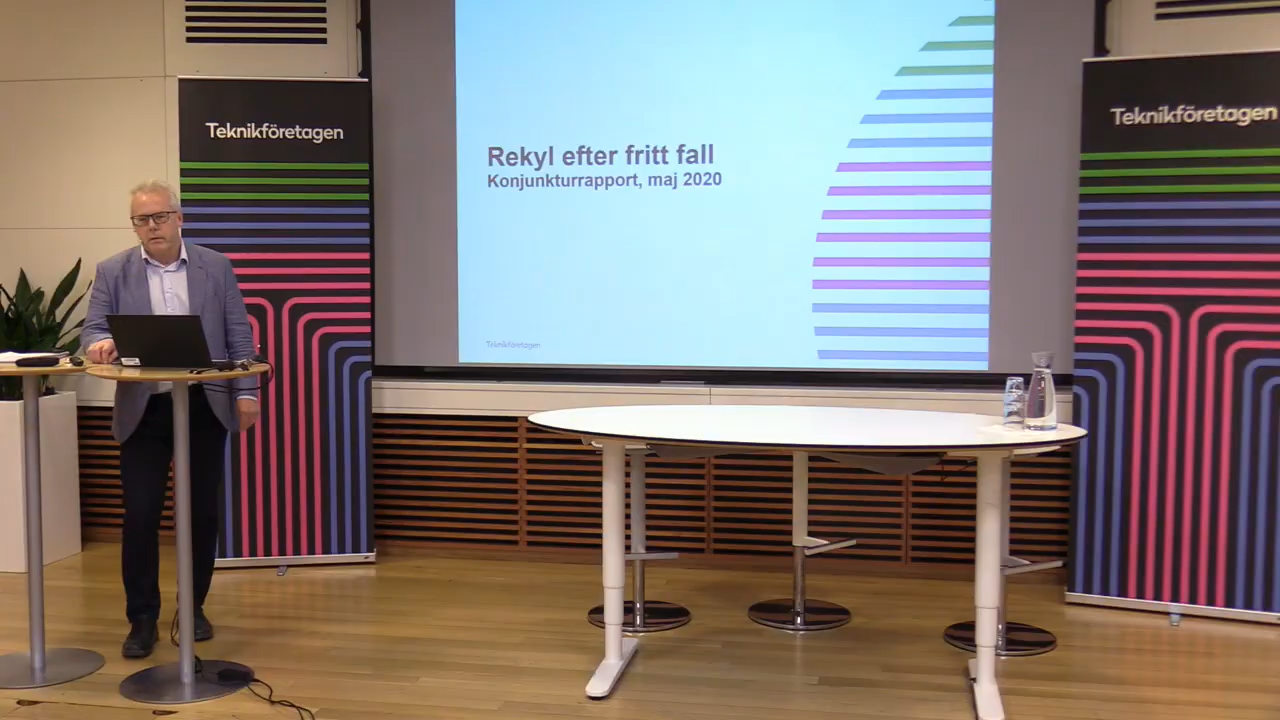 Teknikföretagen
Rekyl efter fritt fall
Konjunkturrapport, maj 2020
Teknikföretagen
Teknikföretagen